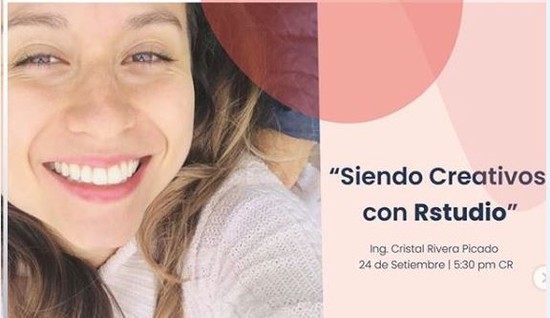 “Siendo Creativos
con Rstudio”
Ing. Cristal Rivera Picado
24 de Setiembre | 5:30 pm CR